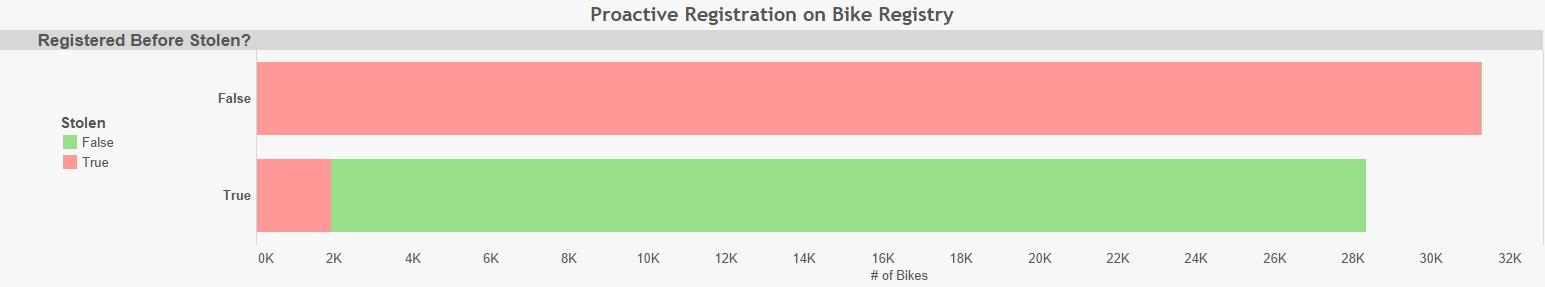 Proactive Registration on Bike Registry
Registered Before Stolen?
False
Stolen
False
True
True
0K 2K 4K 6K 8K 10K 12K 14K 16K 18K 20K 22K 24K 26K 28K 30K 32K
# of Bikes